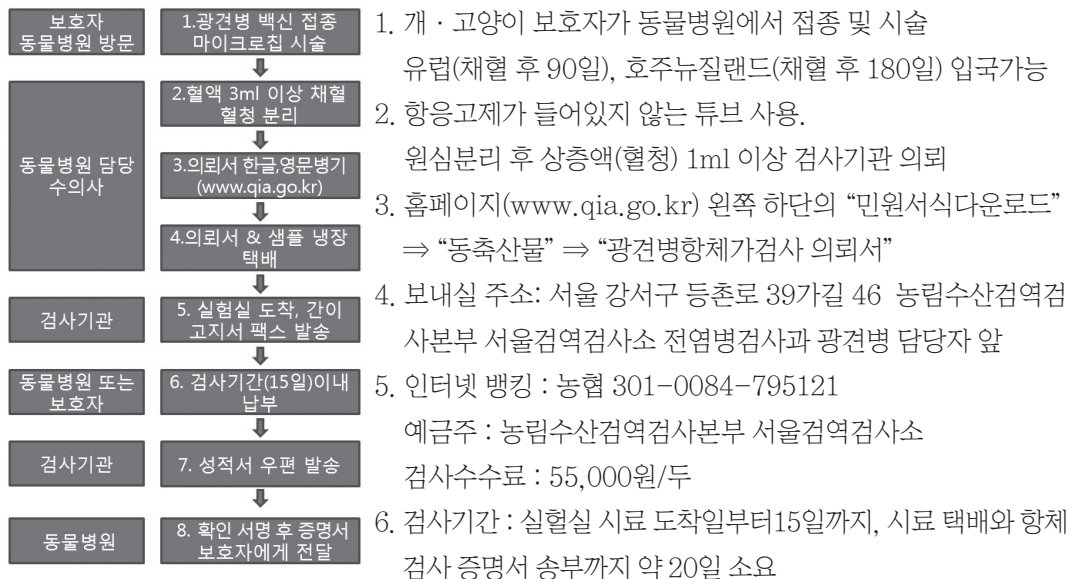 보호자
동물병원 방문
1.광견병 백신 접종
마이크로칩 시술
동물병원 담당
수의사
2.혈액 3ml 이상 채혈
혈청 분리
3.의뢰서 한글,영문병기
(www.qia.go.kr)
4.의뢰서 & 샘플 냉장
택배
검사기관
5. 실험실 도착, 간이
고지서 팩스 발송
동물병원 또는
보호자
6. 검사기간(15일)이내
납부
검사기관
7. 성적서 우편 발송
동물병원
8. 확인 서명 후 증명서
보호자에게 전달
1. 개 · 고양이 보호자가 동물병원에서 접종 및 시술
유럽(채혈 후 90일), 호주뉴질랜드(채혈 후 180일) 입국가능
2. 항응고제가 들어있지 않는 튜브 사용.
원심분리 후 상층액(혈청) 1ml 이상 검사기관 의뢰
3. 홈페이지(www.qia.go.kr) 왼쪽 하단의 “민원서식다운로드”
⇒ “동축산물” ⇒ “광견병항체가검사 의뢰서”
4. 보내실 주소: 서울 강서구 등촌로 39가길 46 농림수산검역검
사본부 서울검역검사소 전염병검사과 광견병 담당자 앞
5. 인터넷 뱅킹 : 농협 301-0084-795121
예금주 : 농림수산검역검사본부 서울검역검사소
검사수수료 : 55,000원/두
6. 검사기간 : 실험실 시료 도착일부터15일까지, 시료 택배와 항체
검사 증명서 송부까지 약 20일 소요